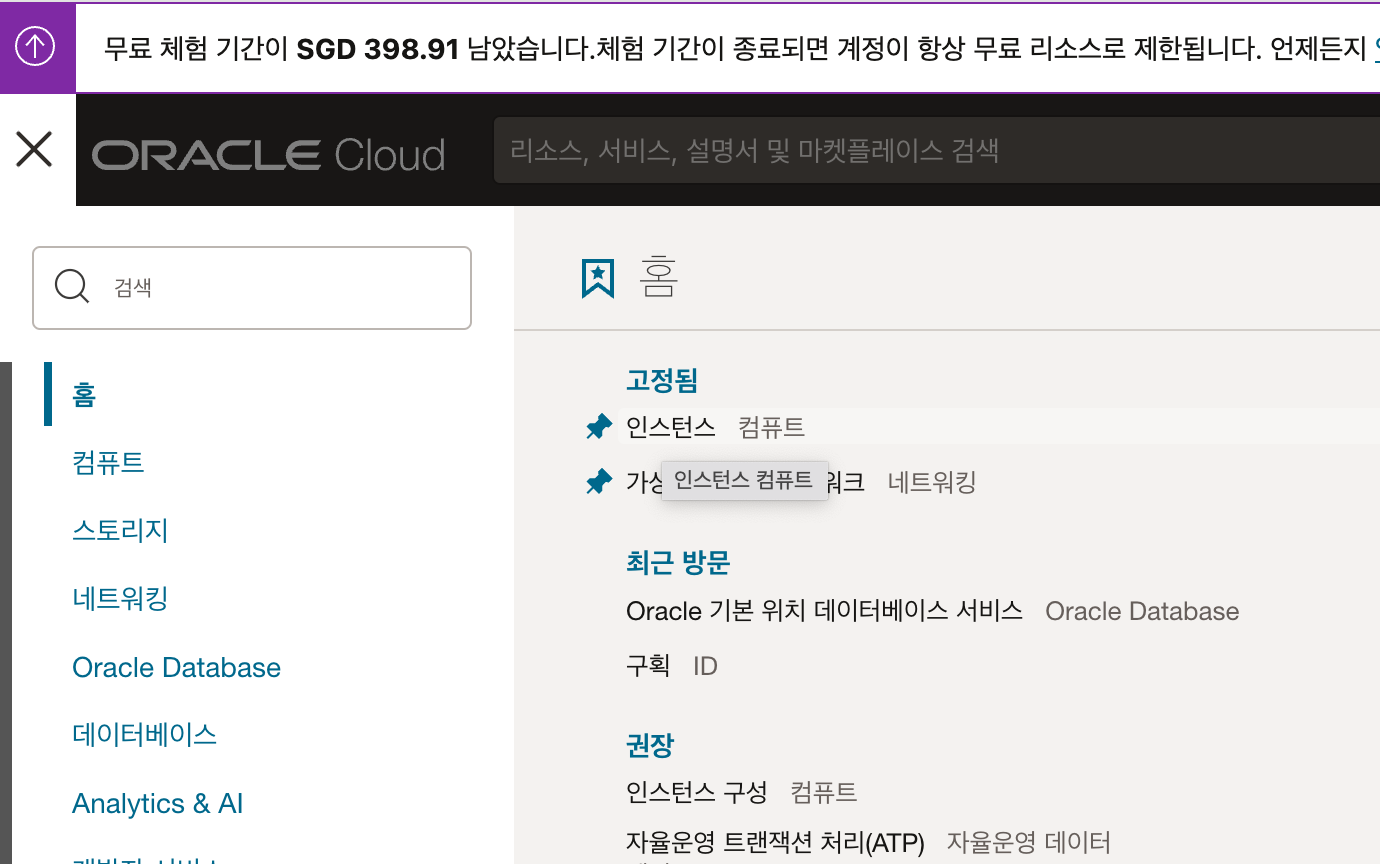 무료 체험 기간이 SGD 398.91 남았습니다.체험 기간이 종료되면 계정이 항상 무료 리소스로 제한됩니다. 언제든지
ORACLE Cloud
리소스, 서비스, 설명서 및 마켓플레이스 검색
검색
홈
컴퓨트
스토리지
네트워킹
Oracle Database
데이터베이스
Analytics & AI
홈
고정됨
인스턴스 컴퓨트
인스턴스 컴퓨트
네트워킹
최근 방문
Oracle 기본 위치 데이터베이스 서비스 Oracle Database
구획 ID
권장
인스턴스 구성 컴퓨트
자율운영 트랜잭션 처리(ATP) 자율운영 데이터